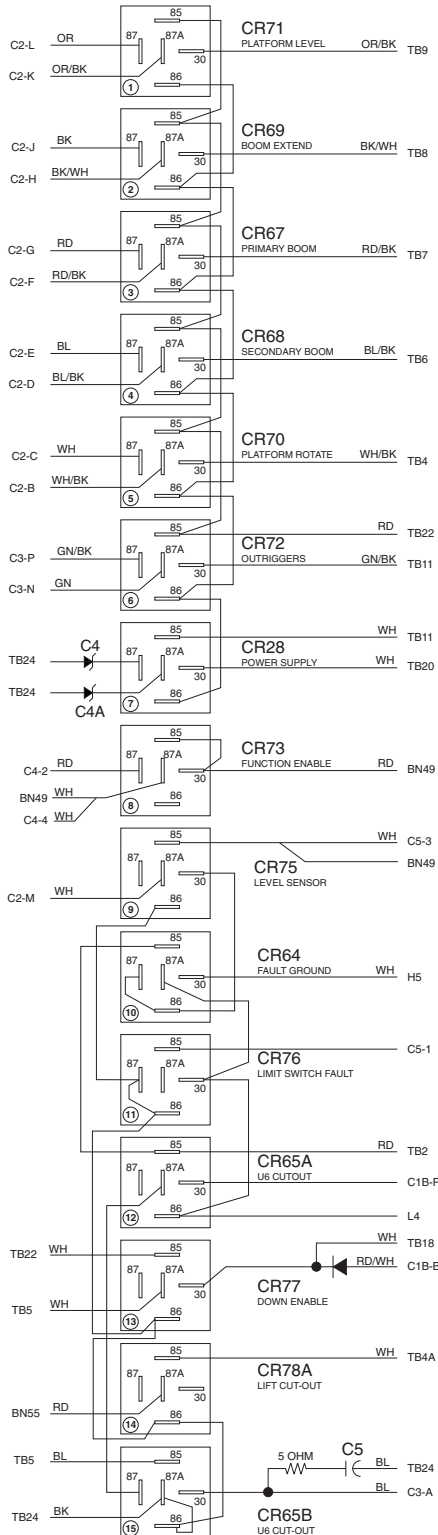 85
CR71
C2-L OR 87 87A PLATFORM LEVEL OR/BK TB9
30
C2-K OR/BK 86
1
85
CR69
C2-J BK 87 87A BOOM EXTEND BK/WH TB8
30
C2-H BK/WH 86
2
85
CR67
C2-G RD 87 87A PRIMARY BOOM RD/BK TB7
30
C2-F RD/BK 86
3
85
CR68
C2-E BL 87 87A SECONDARY BOOM BL/BK TB6
30
C2-D BL/BK 86
4
85
CR70
C2-C WH 87 87A PLATFORM ROTATE WH/BK TB4
30
C2-B WH/BK 86
5
85 RD TB22
CR72
C3-P GN/BK 87 87A OUTRIGGERS GN/BK TB11
30
C3-N GN 86
6
85 WH TB11
C4 CR28
TB24 87 87A POWER SUPPLY WH TB20
30
TB24 86
C4A 7
85
CR73
C4-2 RD 87 87A FUNCTION ENABLE RD BN49
30
BN49 WH 86
C4-4 WH 8
85 WH C5-3
BN49
87 87A CR75
C2-M WH 30 LEVEL SENSOR
86
9
85
CR64
87 87A FAULT GROUND WH H5
30
86
10
85 C5-1
CR76
87 87A LIMIT SWITCH FAULT
30
86
11
85 RD TB2
CR65A
87 87A U6 CUTOUT C1B-P
30
86 L4
12
TB22 WH 85 WH TB18
87 87A RD/WH C1B-B
TB5 WH 30 CR77
DOWN ENABLE
86
13
85 WH TB4A
CR78A
87 87A LIFT CUT-OUT
30
BN55 RD 86
14
TB5 BL 85 5 OHM C5 BL TB24
87 87A BL C3-A
30
TB24 BK CR65B
86 U6 CUT-OUT
15